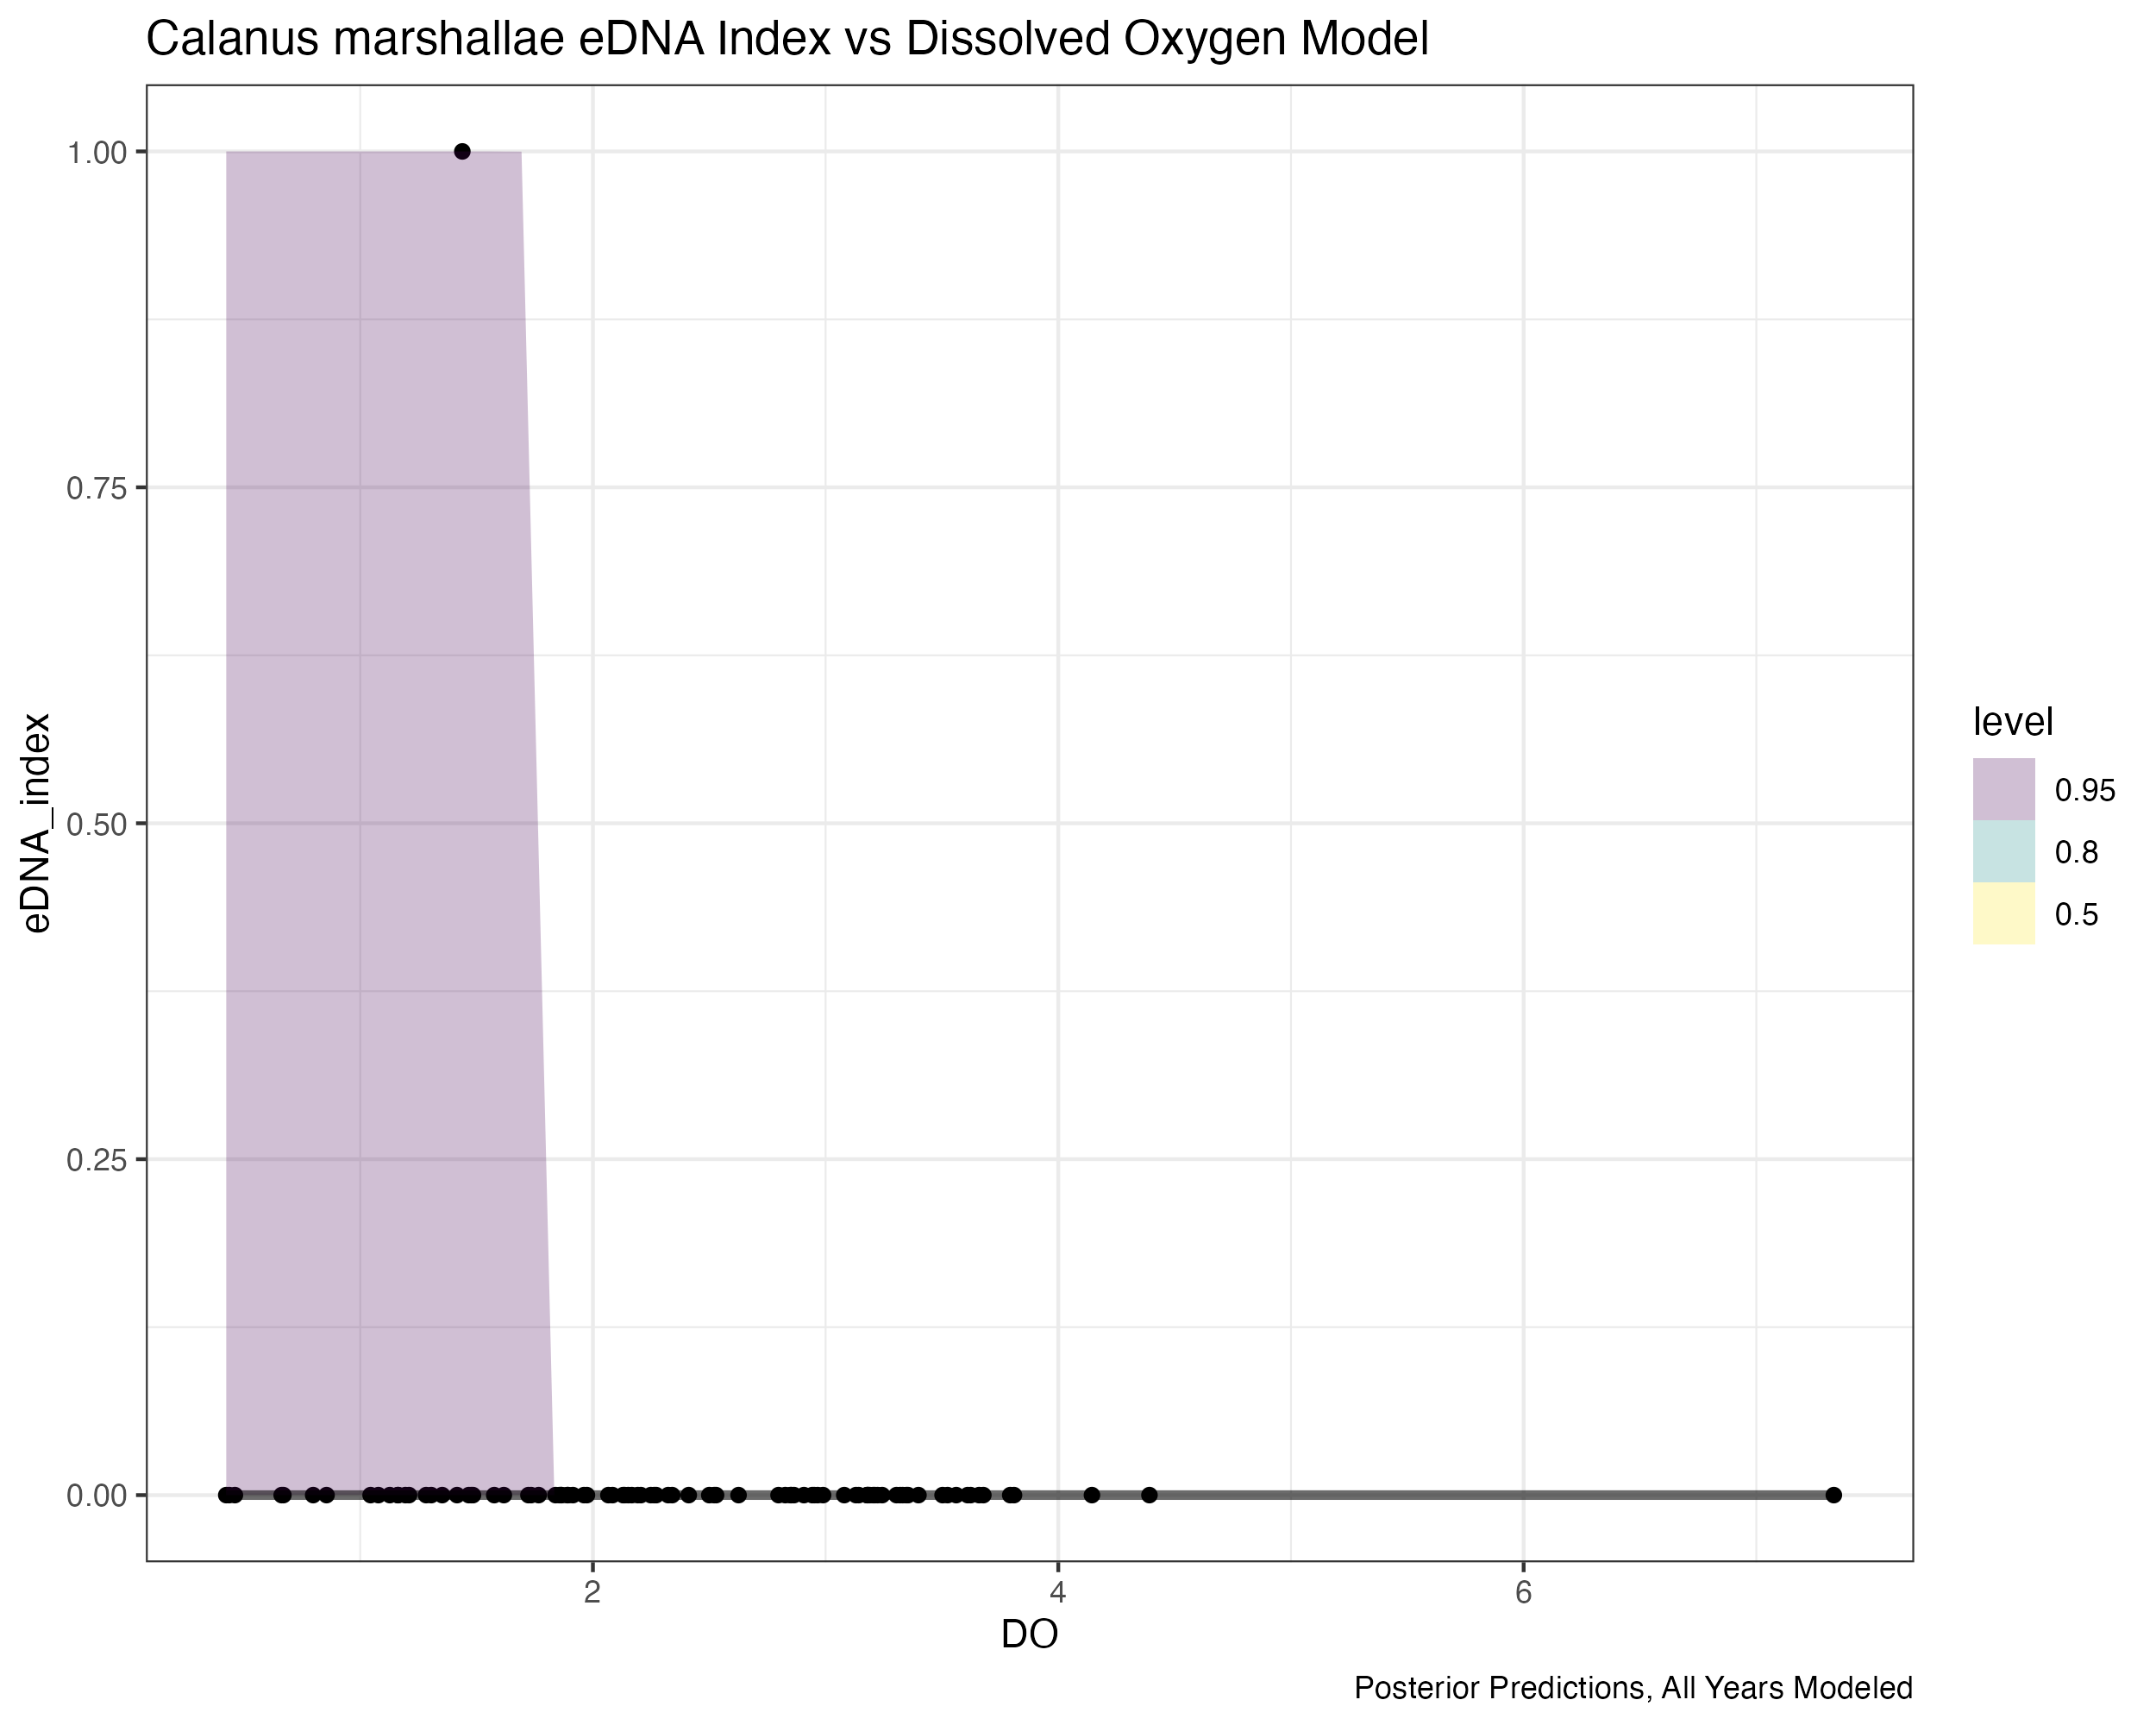 Calanus marshallae eDNA Index vs Dissolved Oxygen Model
1.00
0.75
0.50
0.25
0.00
eDNA_index
2
4
6
DO
level
0.95
0.8
0.5
Posterior Predictions, All Years Modeled